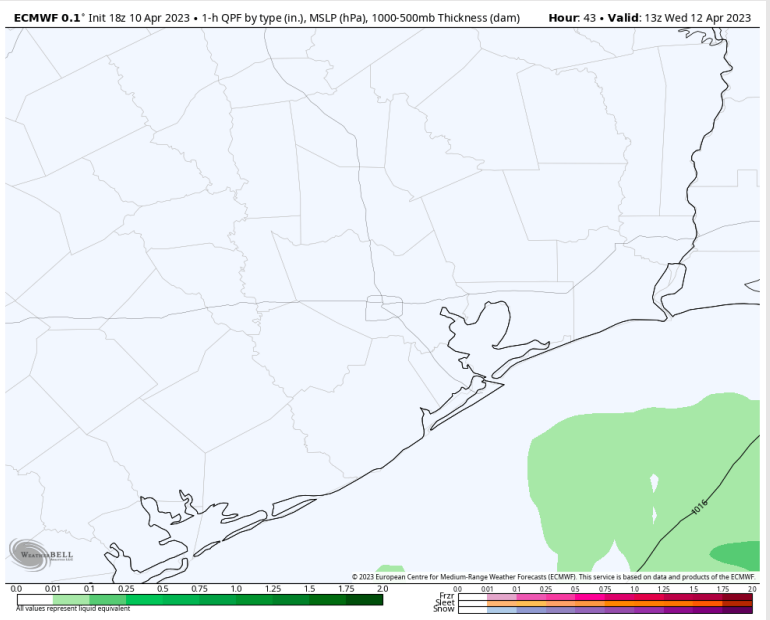 ECMWF 0.1° Init 18z 10 Apr 2023 • 1-h QPF by type (in.), MSLP (hPa), 1000-500mb Thickness (dam) Hour: 43 • Valid: 13z Wed 12 Apr 2023
1016
WEATHERBELL
© 2023 European Centre for Medium-Range Weather Forecasts (ECMWF). This service is based on data and products of the ECMWF.
0.0 0.01 0.1 0.25 0.5 0.75 1.0 1.25 1.5 1.75 2.0
All values represent liquid equivalent
0.0 0.01 0.1 0.25 0.5 0.75 1.0 1.25 1.5 1.75 2.0
Frzr
Sleet
Snow